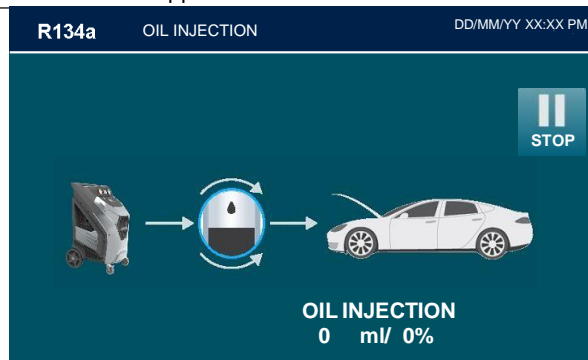 R134a OIL INJECTION DD/MM/YY XX:XX PM
STOP
OIL INJECTION
0 ml/ 0%